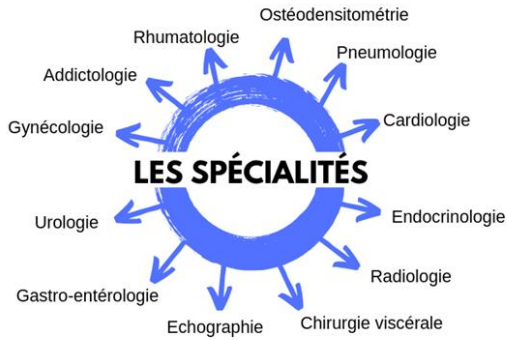 Ostéodensitométrie
Rhumatologie
Pneumologie
Addictologie
Cardiologie
Gynécologie
LES SPÉCIALITÉS
Urologie
Endocrinologie
Radiologie
Gastro-entérologie
Echographie
Chirurgie viscérale